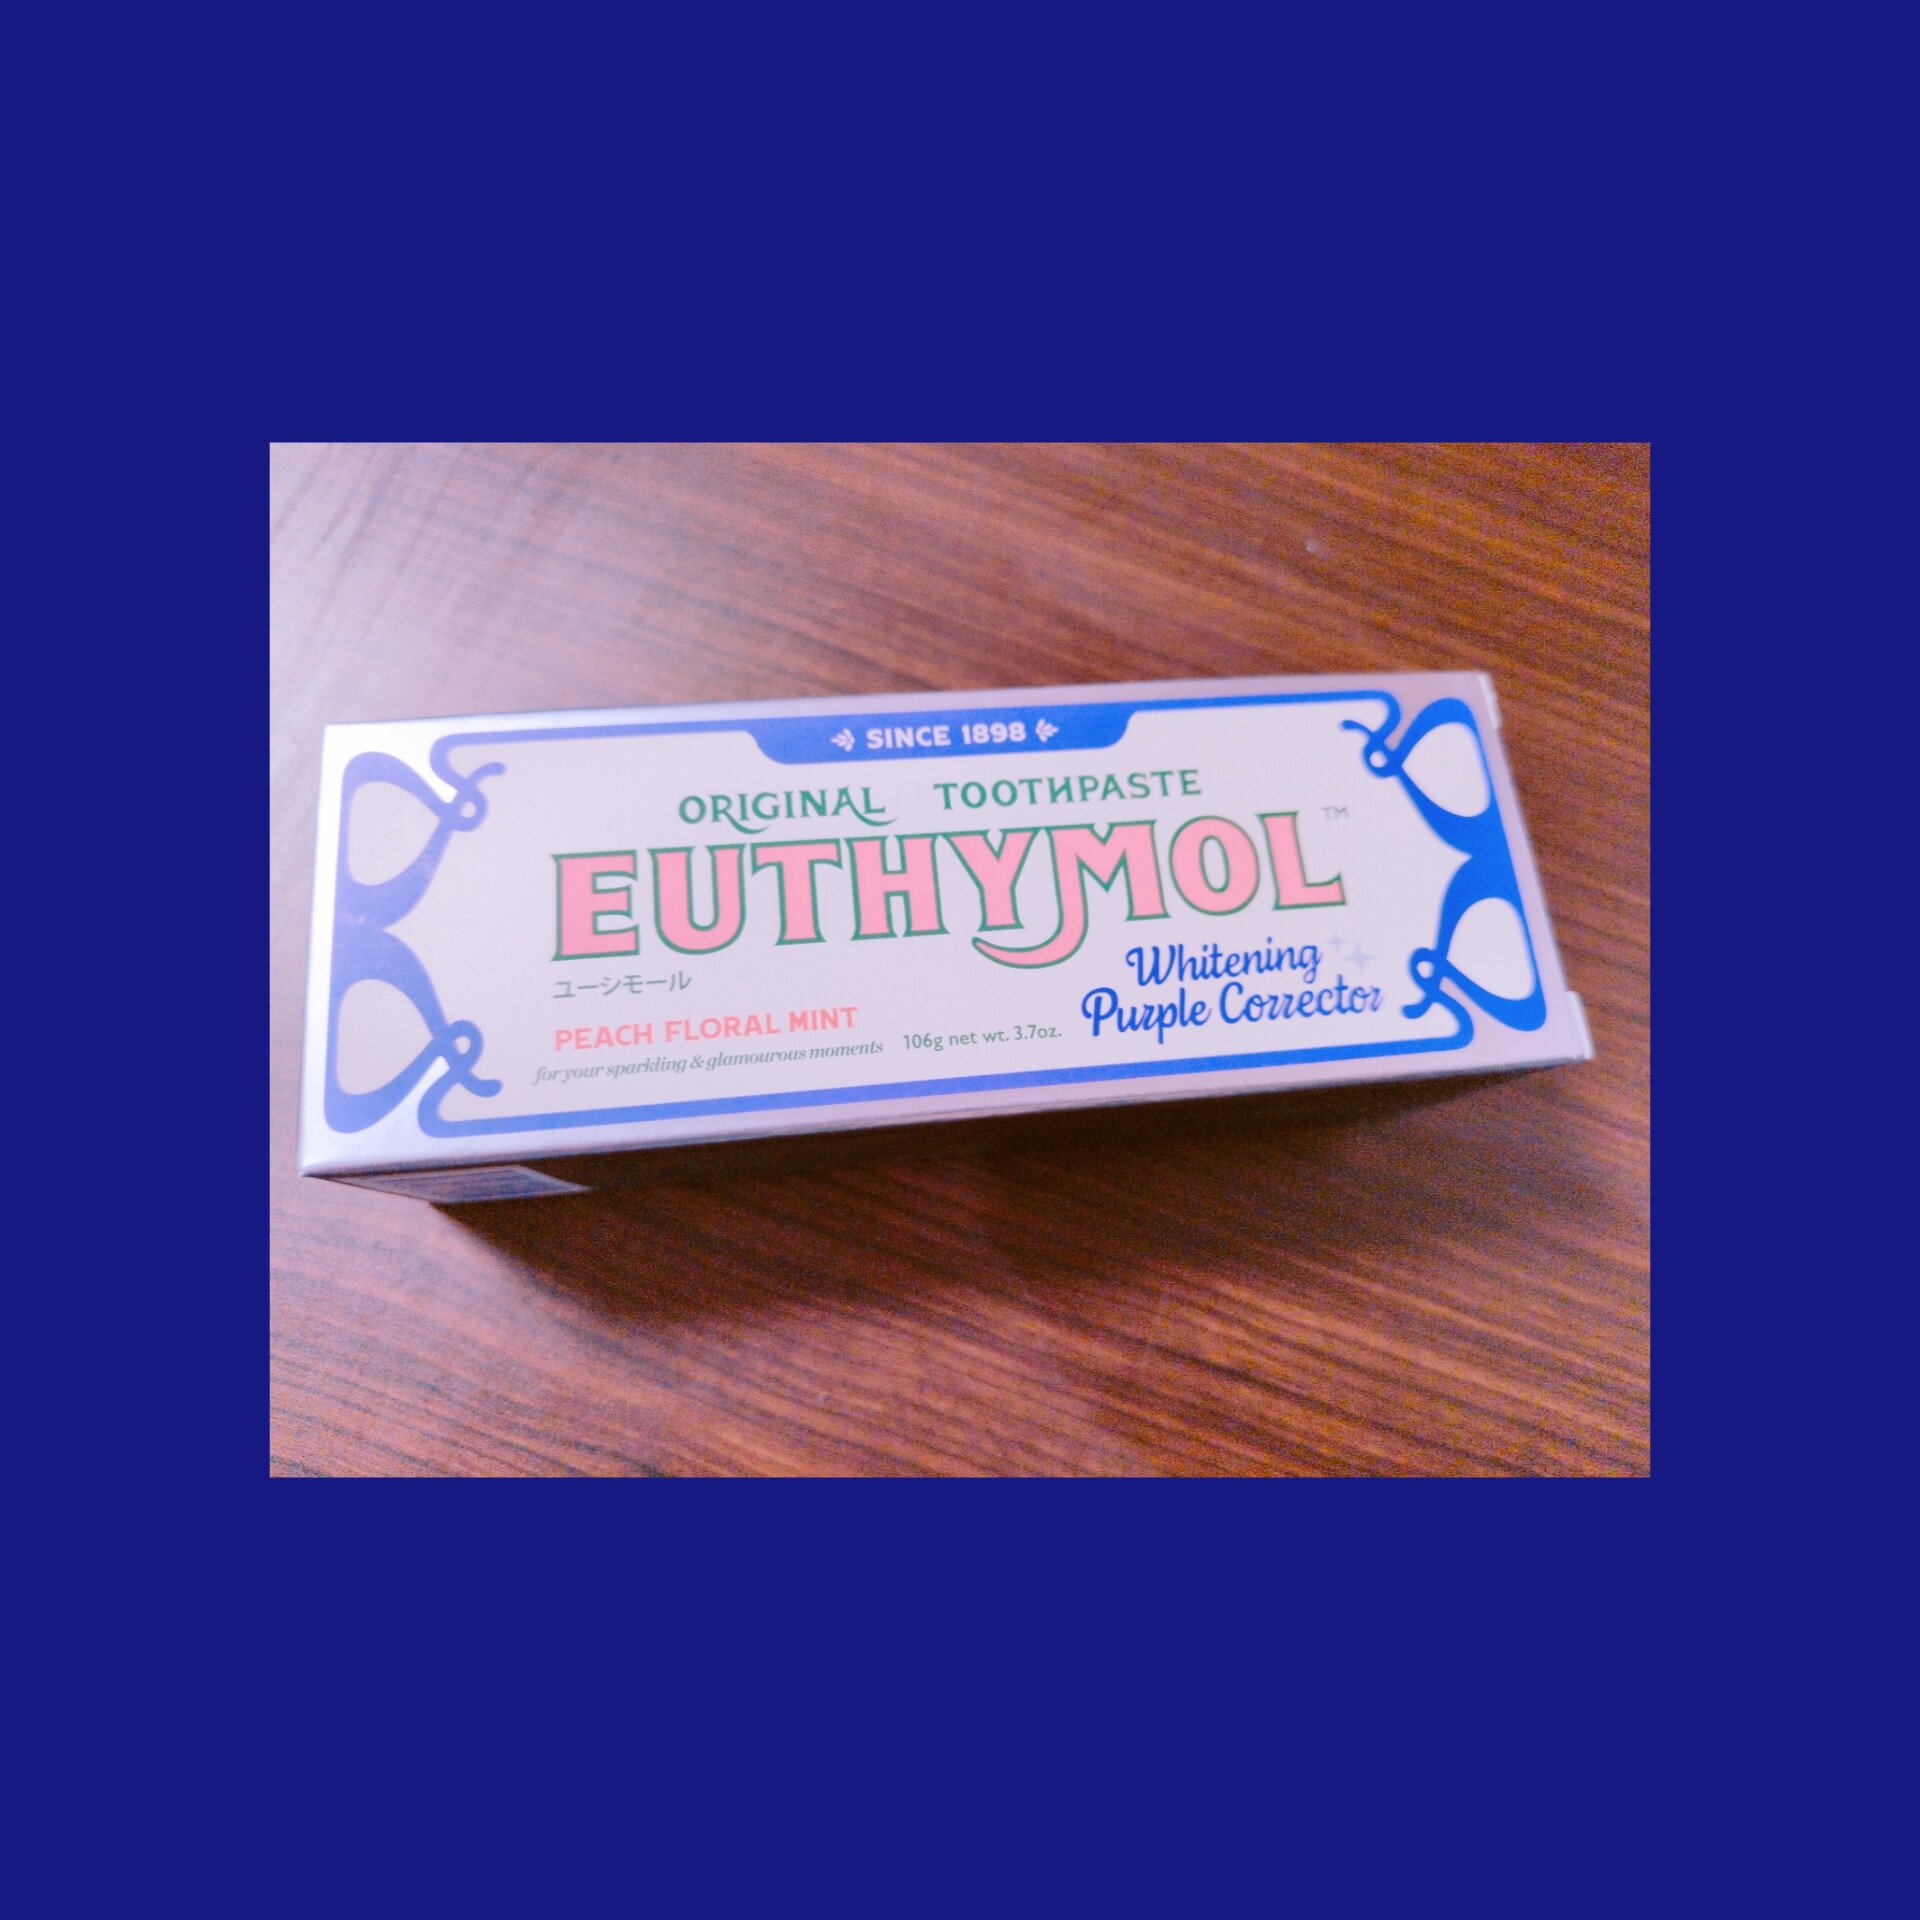 SINCE 1898
ORIGINAL TOOTHPASTE
EUTHYMOL™
ユーシモール
Whitening
Purple Corrector
PEACH FLORAL MINT
for your sparkling & glamourous moments
106g net wt. 3.7oz.